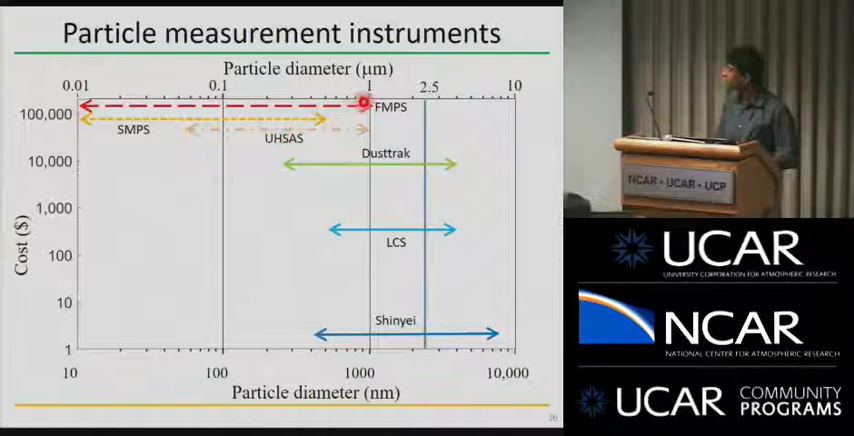 Particle measurement instruments
Particle diameter (μm)
0.01 0.1 1 2.5 10
100,000
10,000
1,000
100
10
1
Cost ($)
FMPS
SMPS
UHSAS
Dusttrak
LCS
Shinyei
10 100 1000 10,000
Particle diameter (nm)
26
NCAR • UCAR • UCP
UCAR
UNIVERSITY CORPORATION FOR ATMOSPHERIC RESEARCH
NCAR
NATIONAL CENTER FOR ATMOSPHERIC RESEARCH
UCAR COMMUNITY
PROGRAMS